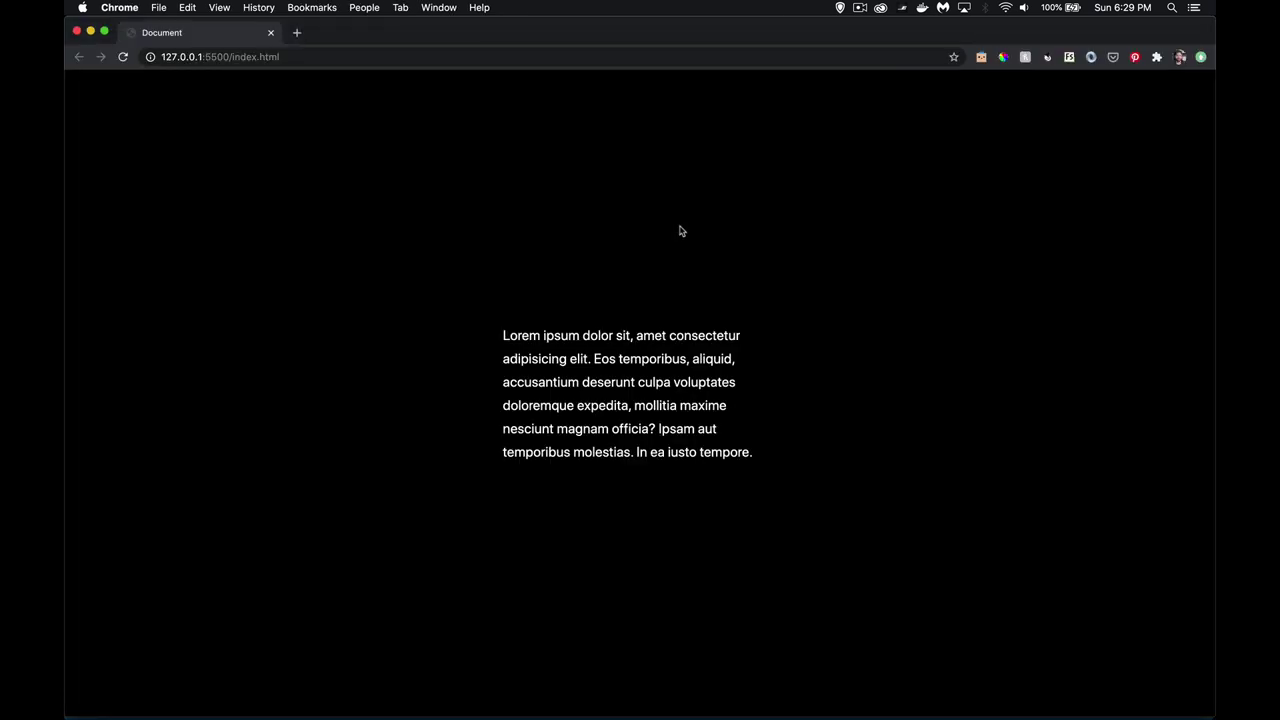 Chrome File Edit View History Bookmarks People Tab Window Help 100% Sun 6:29 PM
Document
127.0.0.1:5500/index.html
Lorem ipsum dolor sit, amet consectetur
adipisicing elit. Eos temporibus, aliquid,
accusantium deserunt culpa voluptates
doloremque expedita, mollitia maxime
nesciunt magnam officia? Ipsam aut
temporibus molestias. In ea iusto tempore.